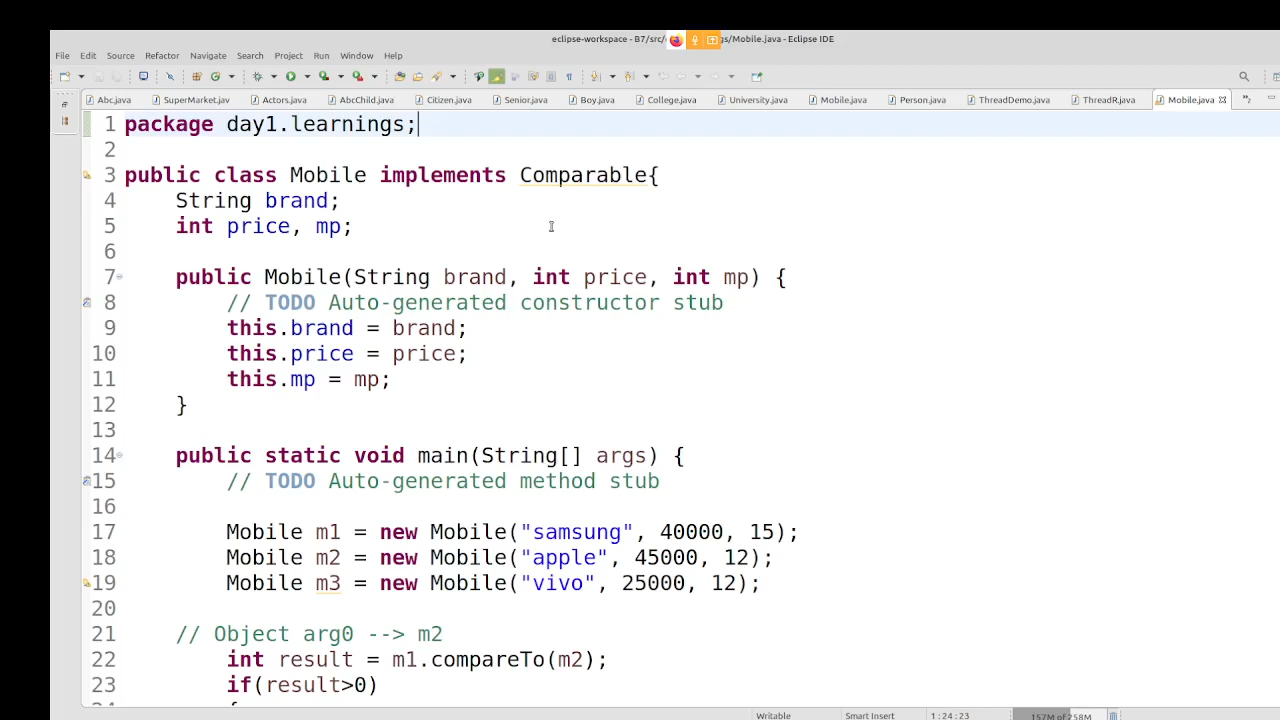 eclipse-workspace - B7/src/ gs/Mobile.java - Eclipse IDE
File Edit Source Refactor Navigate Search Project Run Window Help
Abc.java SuperMarket.jav Actors.java AbcChild.java Citizen.java Senior.java Boy.java College.java University.java Mobile.java Person.java ThreadDemo.java ThreadR.java Mobile.java
1 package day1.learnings;
2
3 public class Mobile implements Comparable{
4 String brand;
5 int price, mp;
6
7 public Mobile(String brand, int price, int mp) {
8 // TODO Auto-generated constructor stub
9 this.brand = brand;
10 this.price = price;
11 this.mp = mp;
12 }
13
14 public static void main(String[] args) {
15 // TODO Auto-generated method stub
16
17 Mobile m1 = new Mobile("samsung", 40000, 15);
18 Mobile m2 = new Mobile("apple", 45000, 12);
19 Mobile m3 = new Mobile("vivo", 25000, 12);
20
21 // Object arg0 --> m2
22 int result = m1.compareTo(m2);
23 if(result>0)
Writable Smart Insert 1:24:23 157M of 258M